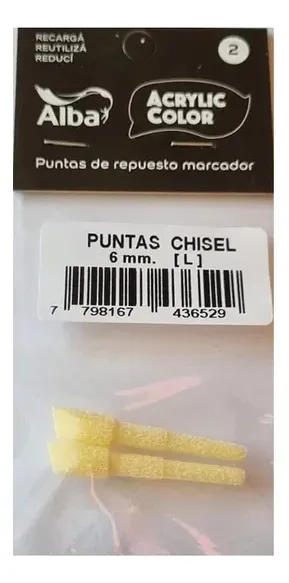 RECARGÁ
REUTILIZÁ
REDUCÍ
2
Alba
ACRYLIC
COLOR
Puntas de repuesto marcador
PUNTAS CHISEL
6 mm. [L]
7 798167 436529